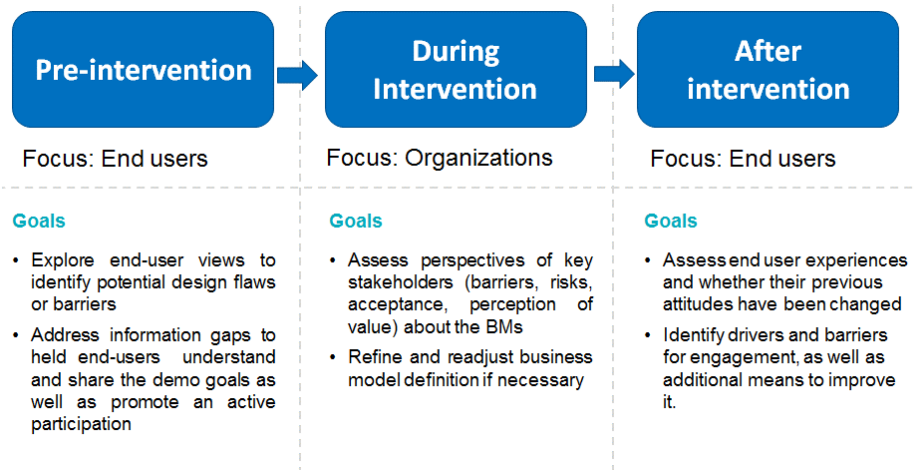 Pre-intervention
During
Intervention
After
intervention
Focus: End users
Focus: Organizations
Focus: End users
Goals
• Explore end-user views to
identify potential design flaws
or barriers
• Address information gaps to
held end-users understand
and share the demo goals as
well as promote an active
participation
Goals
• Assess perspectives of key
stakeholders (barriers, risks,
acceptance, perception of
value) about the BMs
• Refine and readjust business
model definition if necessary
Goals
• Assess end user experiences
and whether their previous
attitudes have been changed
• Identify drivers and barriers
for engagement, as well as
additional means to improve
it.